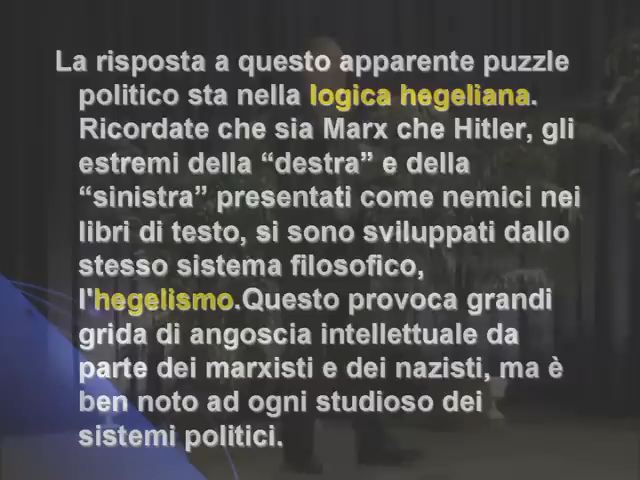 La risposta a questo apparente puzzle
politico sta nella logica hegeliana.
Ricordate che sia Marx che Hitler, gli
estremi della “destra” e della
“sinistra” presentati come nemici nei
libri di testo, si sono sviluppati dallo
stesso sistema filosofico,
l'hegelismo.Questo provoca grandi
grida di angoscia intellettuale da
parte dei marxisti e dei nazisti, ma è
ben noto ad ogni studioso dei
sistemi politici.